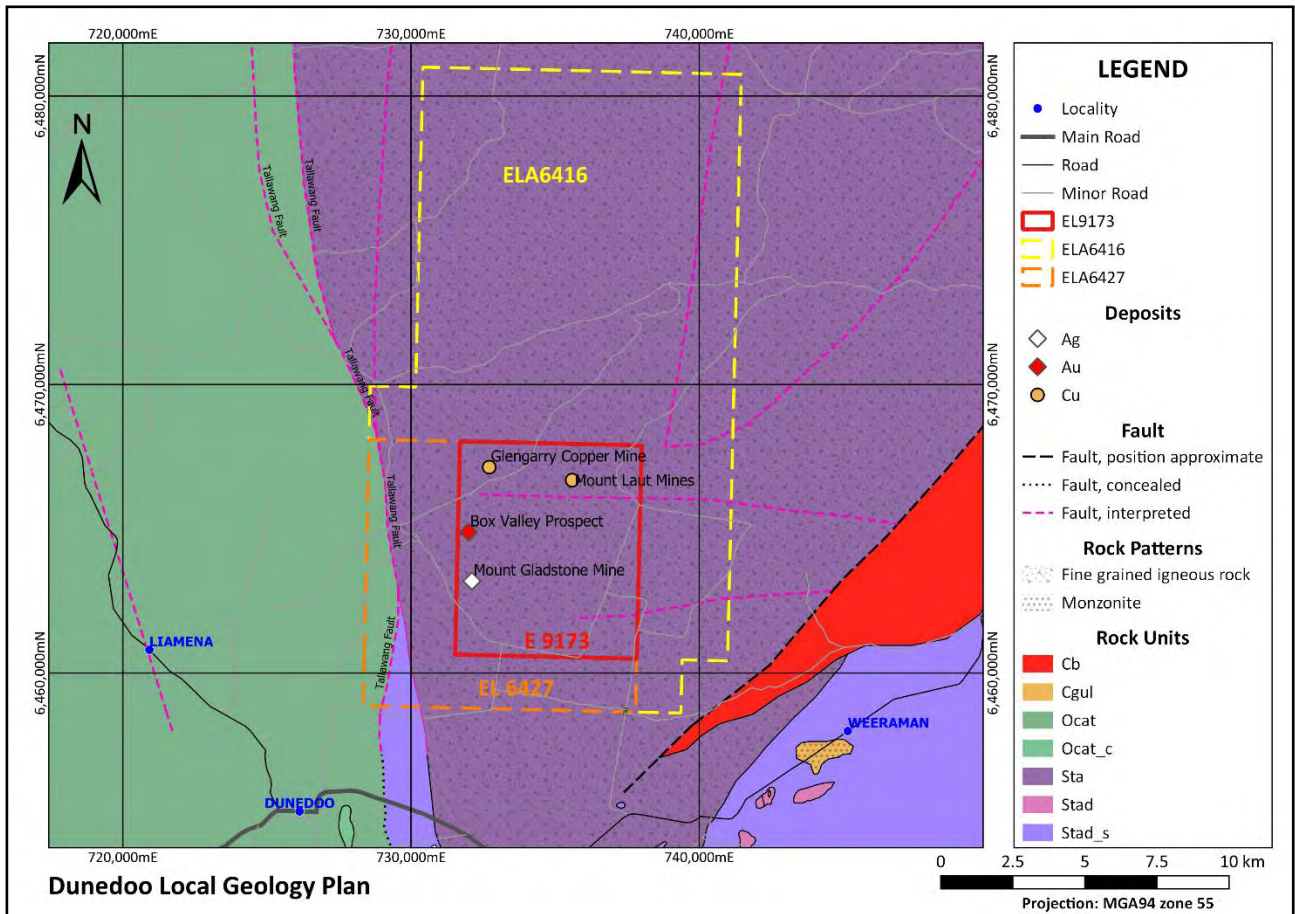 720,000mE
730,000mE
740,000mE
6,480,000mN
6,480,000mN
N
Tallawang Fault
Tallawang Fault
ELA6416
6,470,000mN
6,470,000mN
Tallawang Fault
Glengarry Copper Mine
Mount Laut Mines
Tallawang Fault
Box Valley Prospect
Mount Gladstone Mine
Tallawang Fault
LIAMENA
E 9173
6,460,000mN
6,460,000mN
EL 6427
WEERAMAN
DUNEDOO
720,000mE
730,000mE
740,000mE
Dunedoo Local Geology Plan
LEGEND
Locality
Main Road
Road
Minor Road
EL9173
ELA6416
ELA6427
Deposits
Ag
Au
Cu
Fault
Fault, position approximate
Fault, concealed
Fault, interpreted
Rock Patterns
Fine grained igneous rock
Monzonite
Rock Units
Cb
Cgul
Ocat
Ocat_c
Sta
Stad
Stad_s
0 2.5 5 7.5 10 km
Projection: MGA94 zone 55